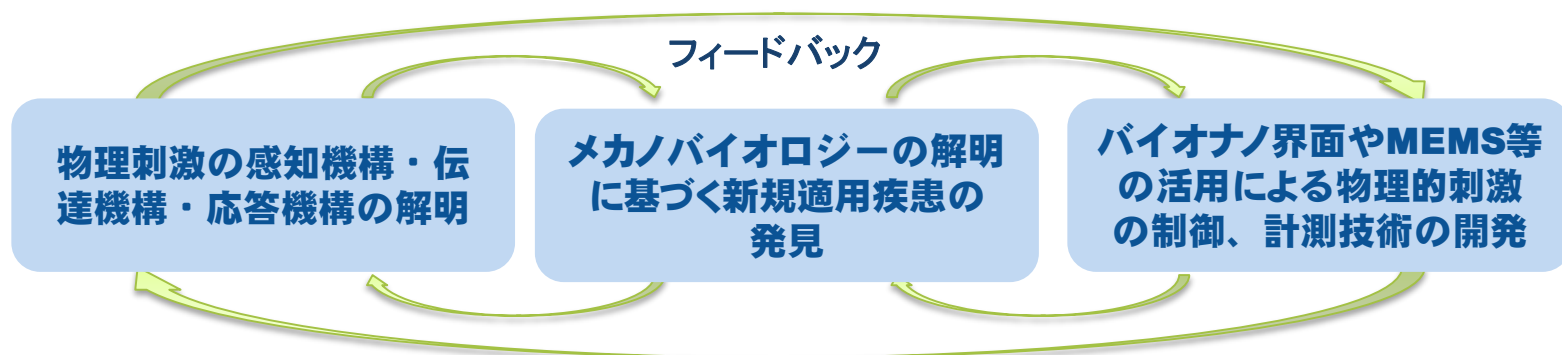 フィードバック
物理刺激の感知機構・伝
達機構・応答機構の解明
メカノバイオロジーの解明
に基づく新規適用疾患の
発見
バイオナノ界面やMEMS等
の活用による物理的刺激
の制御、計測技術の開発